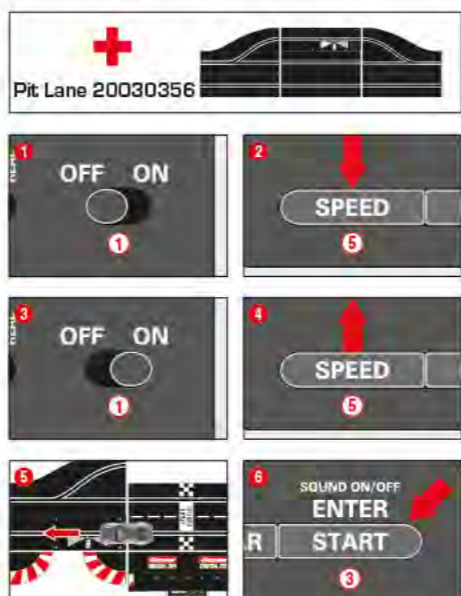 Pit Lane 20030356
1
OFF ON
1
2
SPEED
5
3
OFF ON
1
4
SPEED
5
5
6
SOUND ON/OFF
ENTER
R START
3